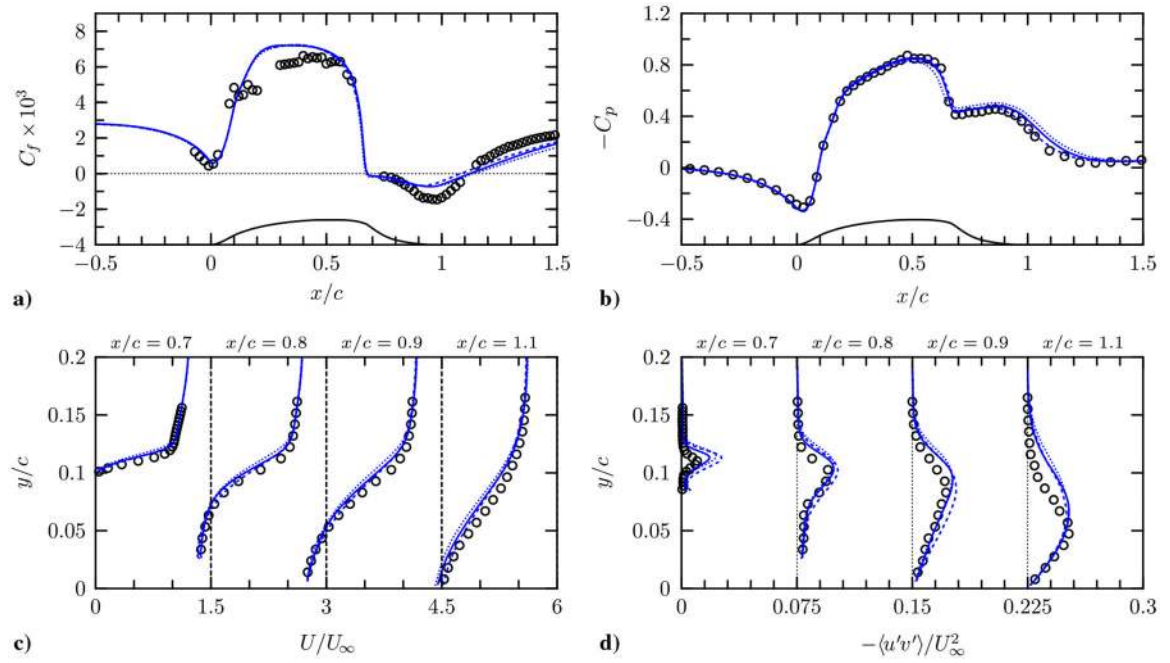 8
6
4
2
0
−2
−4
C_f × 10^3
−0.5 0 0.5 1 1.5
x/c
a)
1.2
0.8
0.4
0
−0.4
−C_p
−0.5 0 0.5 1 1.5
x/c
b)
x/c = 0.7 x/c = 0.8 x/c = 0.9 x/c = 1.1
0.2
0.15
0.1
0.05
0
y/c
0 1.5 3 4.5 6
U/U_∞
c)
x/c = 0.7 x/c = 0.8 x/c = 0.9 x/c = 1.1
0.2
0.15
0.1
0.05
0
y/c
0 0.075 0.15 0.225 0.3
−⟨u′v′⟩/U_∞^2
d)